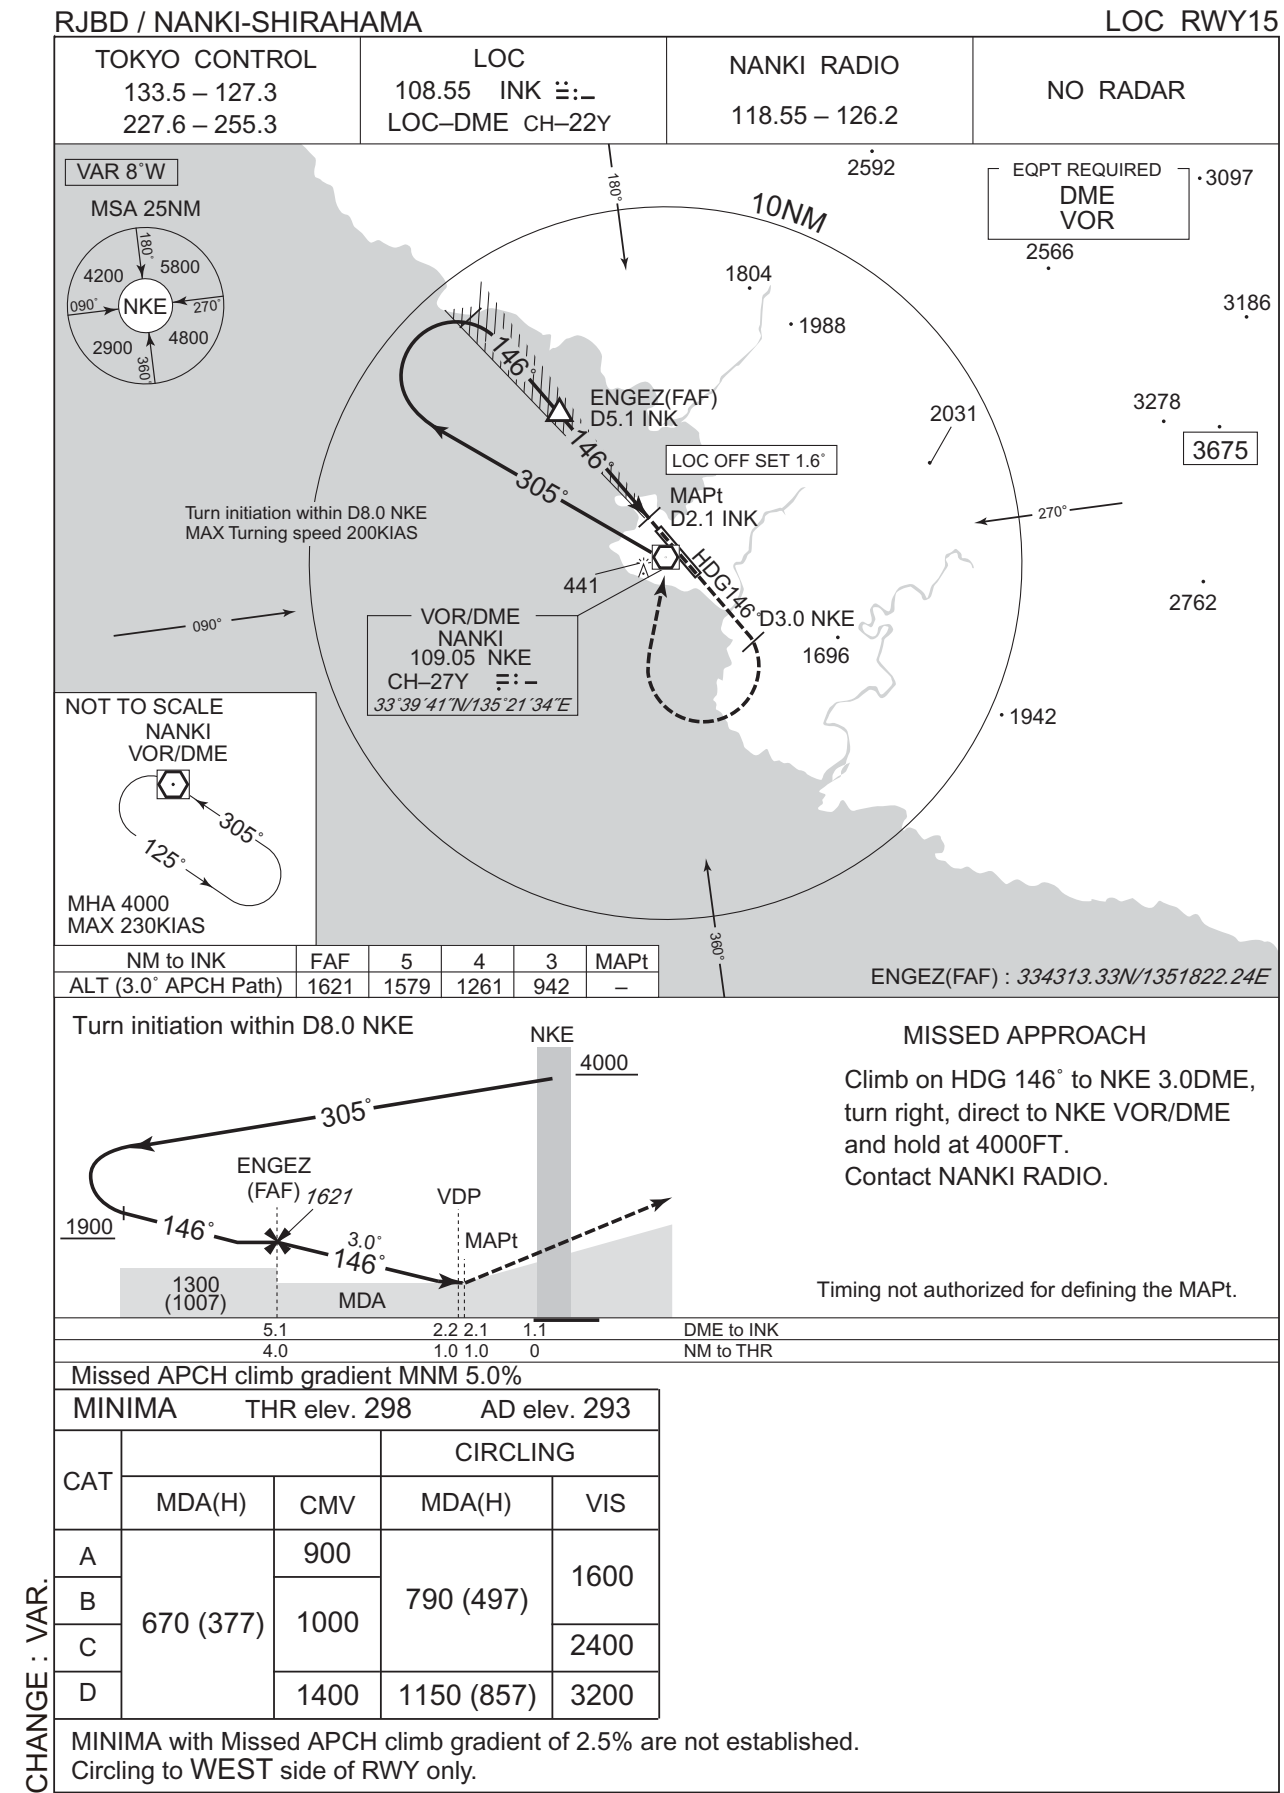 RJBD / NANKI-SHIRAHAMA
LOC RWY15
TOKYO CONTROL
133.5 – 127.3
227.6 – 255.3
LOC
108.55 INK
LOC–DME CH–22Y
NANKI RADIO
118.55 – 126.2
NO RADAR
VAR 8°W
MSA 25NM
180°
4200
5800
090°
NKE
270°
2900
4800
360°
180°
10NM
2592
EQPT REQUIRED
DME
VOR
3097
2566
1804
1988
3186
146°
ENGEZ(FAF)
D5.1 INK
2031
3278
3675
146°
LOC OFF SET 1.6°
305°
MAPt
D2.1 INK
Turn initiation within D8.0 NKE
MAX Turning speed 200KIAS
270°
441
HDG146°
2762
090°
VOR/DME
NANKI
109.05 NKE
CH–27Y
33°39′41″N/135°21′34″E
D3.0 NKE
1696
1942
NOT TO SCALE
NANKI
VOR/DME
305°
125°
MHA 4000
MAX 230KIAS
360°
NM to INK FAF 5 4 3 MAPt
ALT (3.0° APCH Path) 1621 1579 1261 942 –
ENGEZ(FAF) : 334313.33N/1351822.24E
Turn initiation within D8.0 NKE
NKE
4000
305°
ENGEZ
(FAF) 1621
VDP
1900
146°
3.0°
146°
MAPt
1300
(1007)
MDA
MISSED APPROACH
Climb on HDG 146° to NKE 3.0DME,
turn right, direct to NKE VOR/DME
and hold at 4000FT.
Contact NANKI RADIO.
Timing not authorized for defining the MAPt.
5.1 2.2 2.1 1.1 DME to INK
4.0 1.0 1.0 0 NM to THR
Missed APCH climb gradient MNM 5.0%
MINIMA THR elev. 298 AD elev. 293
CAT
CIRCLING
MDA(H) CMV MDA(H) VIS
A
900
B
670 (377)
1000
790 (497)
1600
C
2400
D
1400
1150 (857)
3200
MINIMA with Missed APCH climb gradient of 2.5% are not established.
Circling to WEST side of RWY only.
CHANGE : VAR.